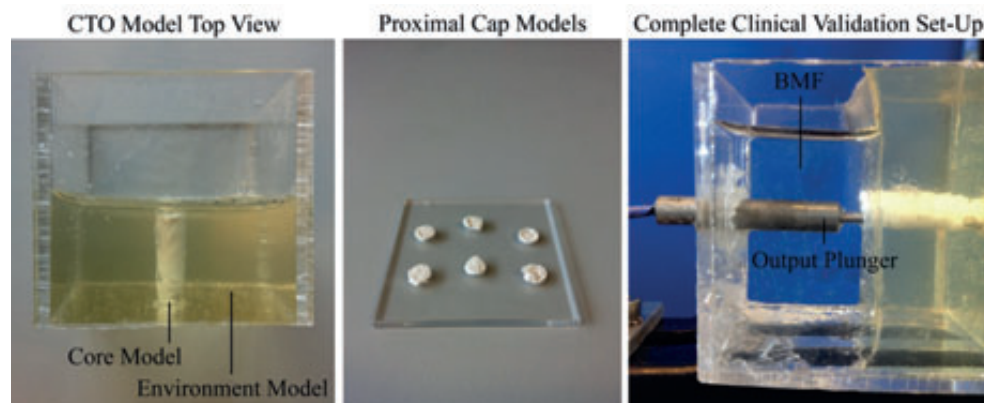 CTO Model Top View
Proximal Cap Models
Complete Clinical Validation Set-Up
BMF
Output Plunger
Core Model
Environment Model